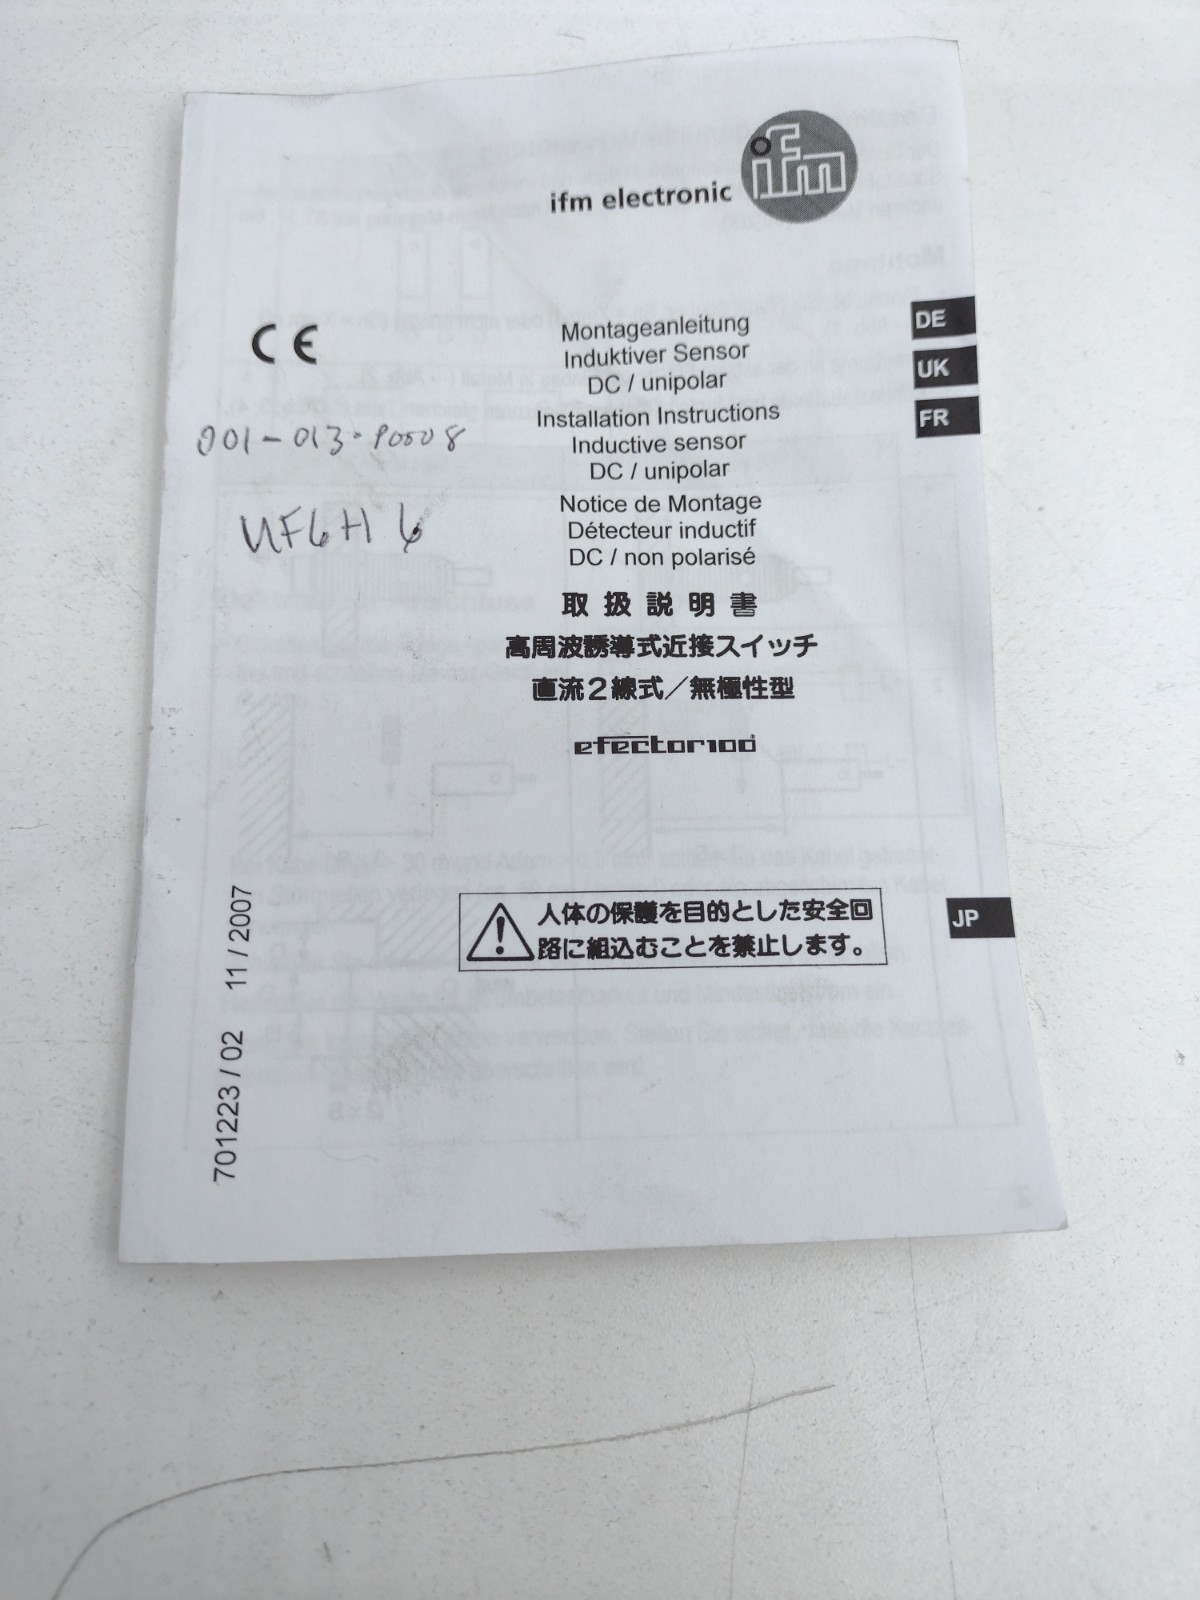 ifm
ifm electronic
CE
001-013-P0008
UF6H6
Montageanleitung
Induktiver Sensor
DC / unipolar
Installation Instructions
Inductive sensor
DC / unipolar
Notice de Montage
Détecteur inductif
DC / non polarisé
取扱説明書
高周波誘導式近接スイッチ
直流2線式／無極性型
efector100
DE
UK
FR
人体の保護を目的とした安全回
路に組込むことを禁止します。
JP
701223 / 02 11 / 2007